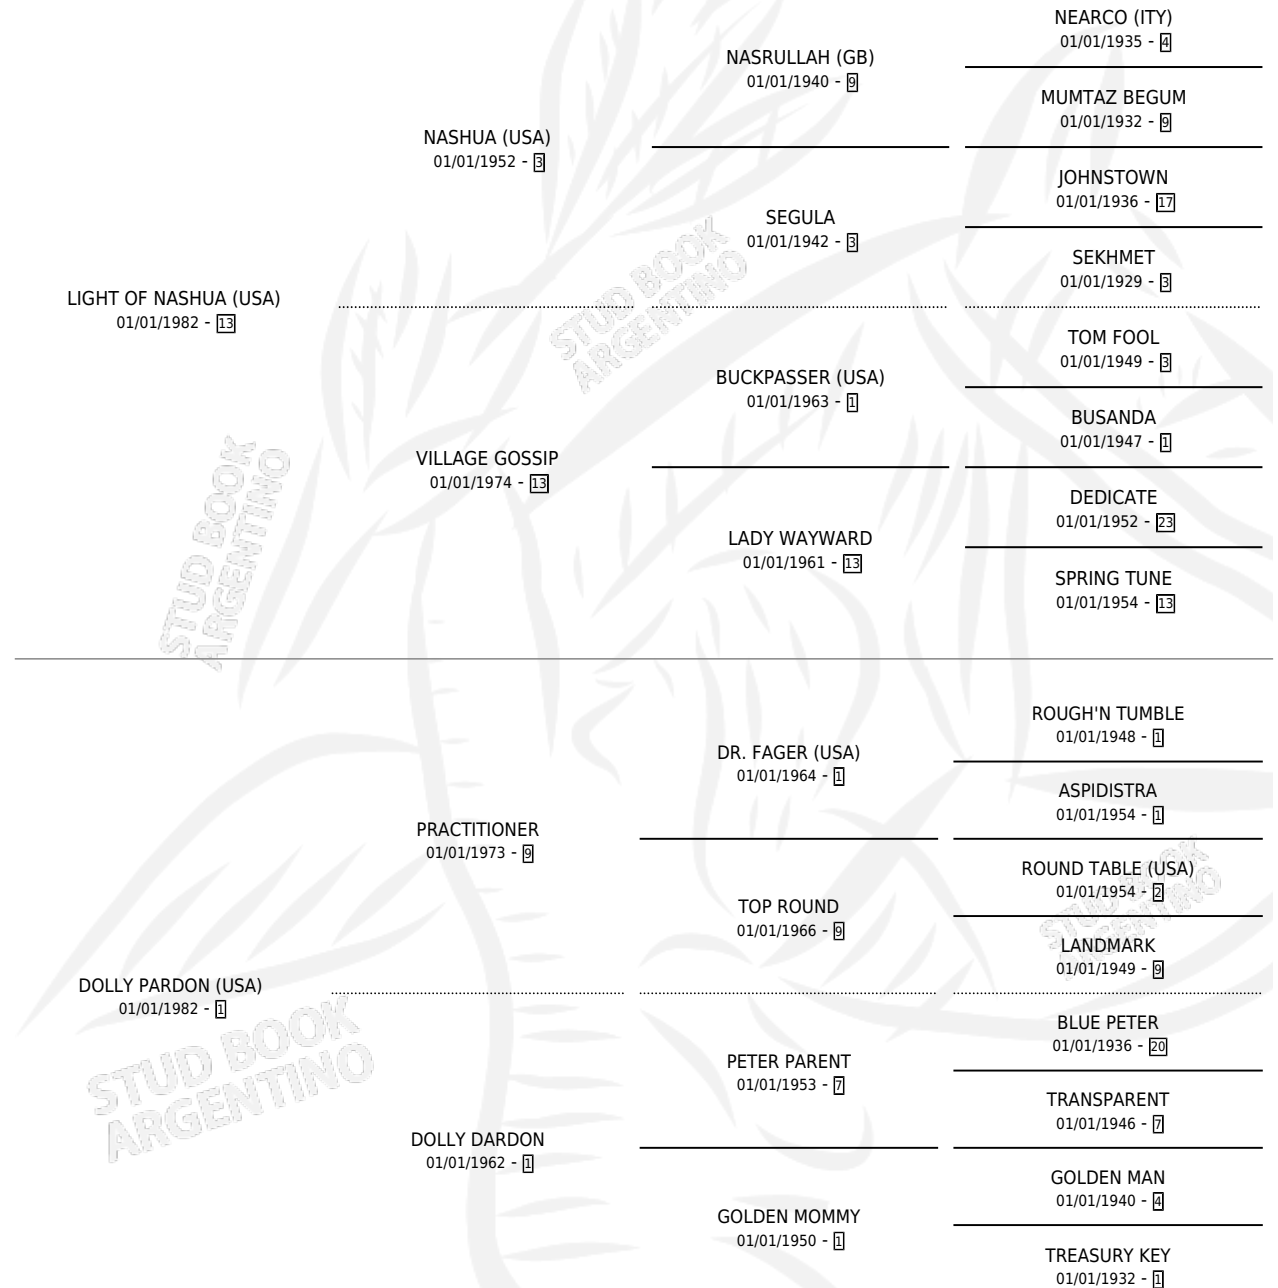 NEARCO (ITY)
01/01/1935 - 4
NASRULLAH (GB)
01/01/1940 - 9
MUMTAZ BEGUM
01/01/1932 - 9
NASHUA (USA)
01/01/1952 - 3
JOHNSTOWN
01/01/1936 - 17
SEGULA
01/01/1942 - 3
SEKHMET
01/01/1929 - 3
LIGHT OF NASHUA (USA)
01/01/1982 - 13
TOM FOOL
01/01/1949 - 3
BUCKPASSER (USA)
01/01/1963 - 1
BUSANDA
01/01/1947 - 1
VILLAGE GOSSIP
01/01/1974 - 13
DEDICATE
01/01/1952 - 23
LADY WAYWARD
01/01/1961 - 13
SPRING TUNE
01/01/1954 - 13
ROUGH'N TUMBLE
01/01/1948 - 1
DR. FAGER (USA)
01/01/1964 - 1
ASPIDISTRA
01/01/1954 - 1
PRACTITIONER
01/01/1973 - 9
ROUND TABLE (USA)
01/01/1954 - 2
TOP ROUND
01/01/1966 - 9
LANDMARK
01/01/1949 - 9
DOLLY PARDON (USA)
01/01/1982 - 1
BLUE PETER
01/01/1936 - 20
PETER PARENT
01/01/1953 - 7
TRANSPARENT
01/01/1946 - 7
DOLLY DARDON
01/01/1962 - 1
GOLDEN MAN
01/01/1940 - 4
GOLDEN MOMMY
01/01/1950 - 1
TREASURY KEY
01/01/1932 - 1
STUD BOOK
ARGENTINO
STUD BOOK
ARGENTINO
STUD BOOK
ARGENTINO
STUD BOOK
ARGENTINO